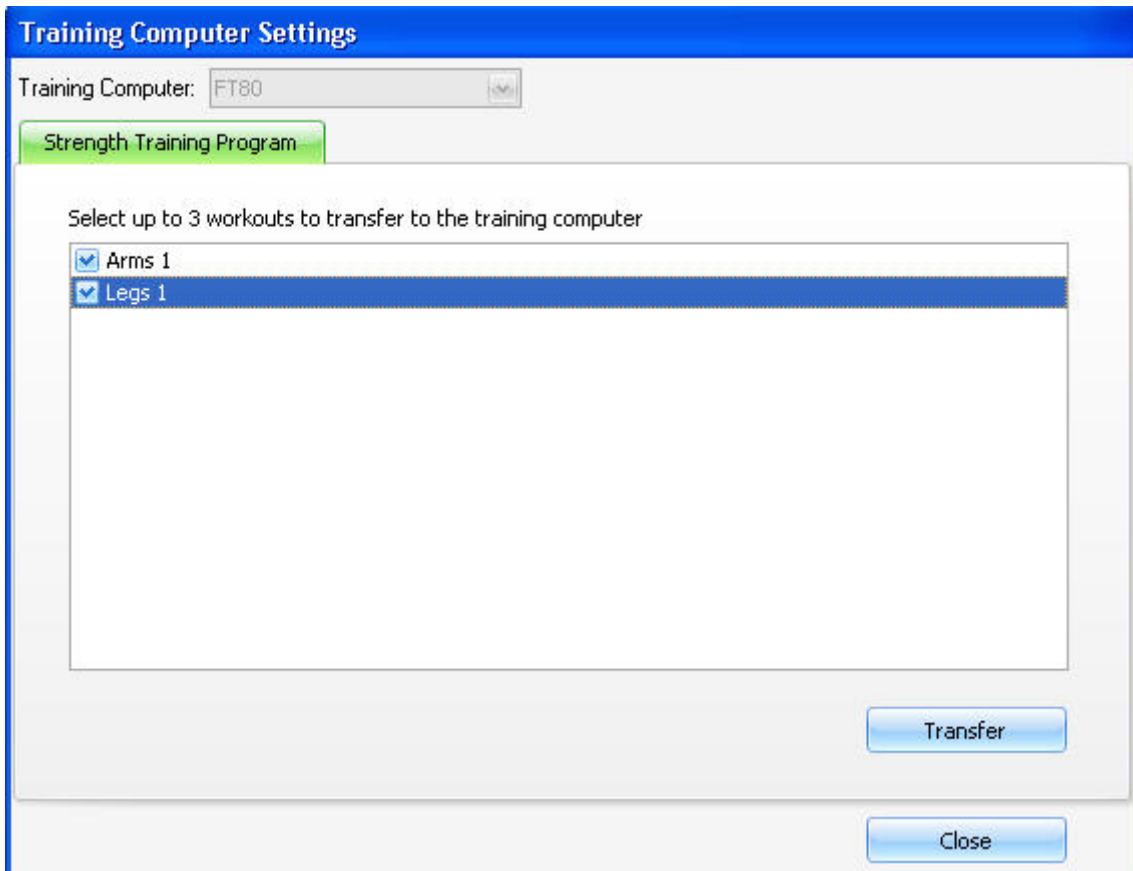 Training Computer Settings
Training Computer: FT80
Strength Training Program
Select up to 3 workouts to transfer to the training computer
Arms 1
Legs 1
Transfer
Close